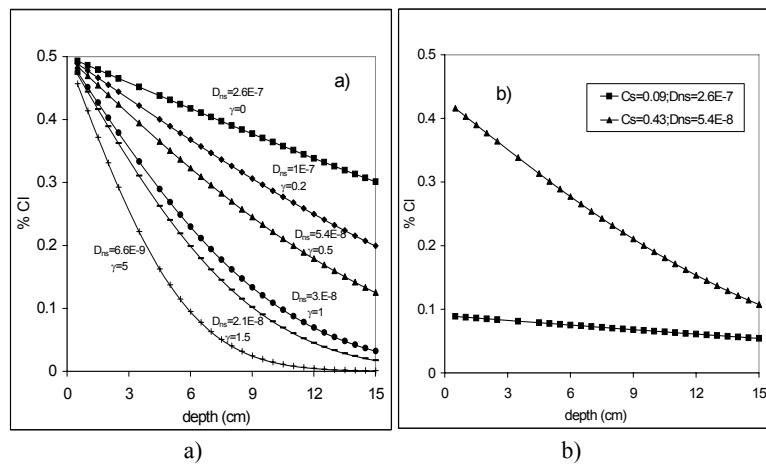 0.5
0.4
0.3
0.2
0.1
0
% Cl
a)
Dns=2.6E-7
γ=0
Dns=1E-7
γ=0.2
Dns=5.4E-8
γ=0.5
Dns=6.6E-9
γ=5
Dns=3.E-8
γ=1
Dns=2.1E-8
γ=1.5
0 3 6 9 12 15
depth (cm)
a)
0.5
0.4
0.3
0.2
0.1
0
% Cl
b)
Cs=0.09;Dns=2.6E-7
Cs=0.43;Dns=5.4E-8
0 3 6 9 12 15
depth (cm)
b)